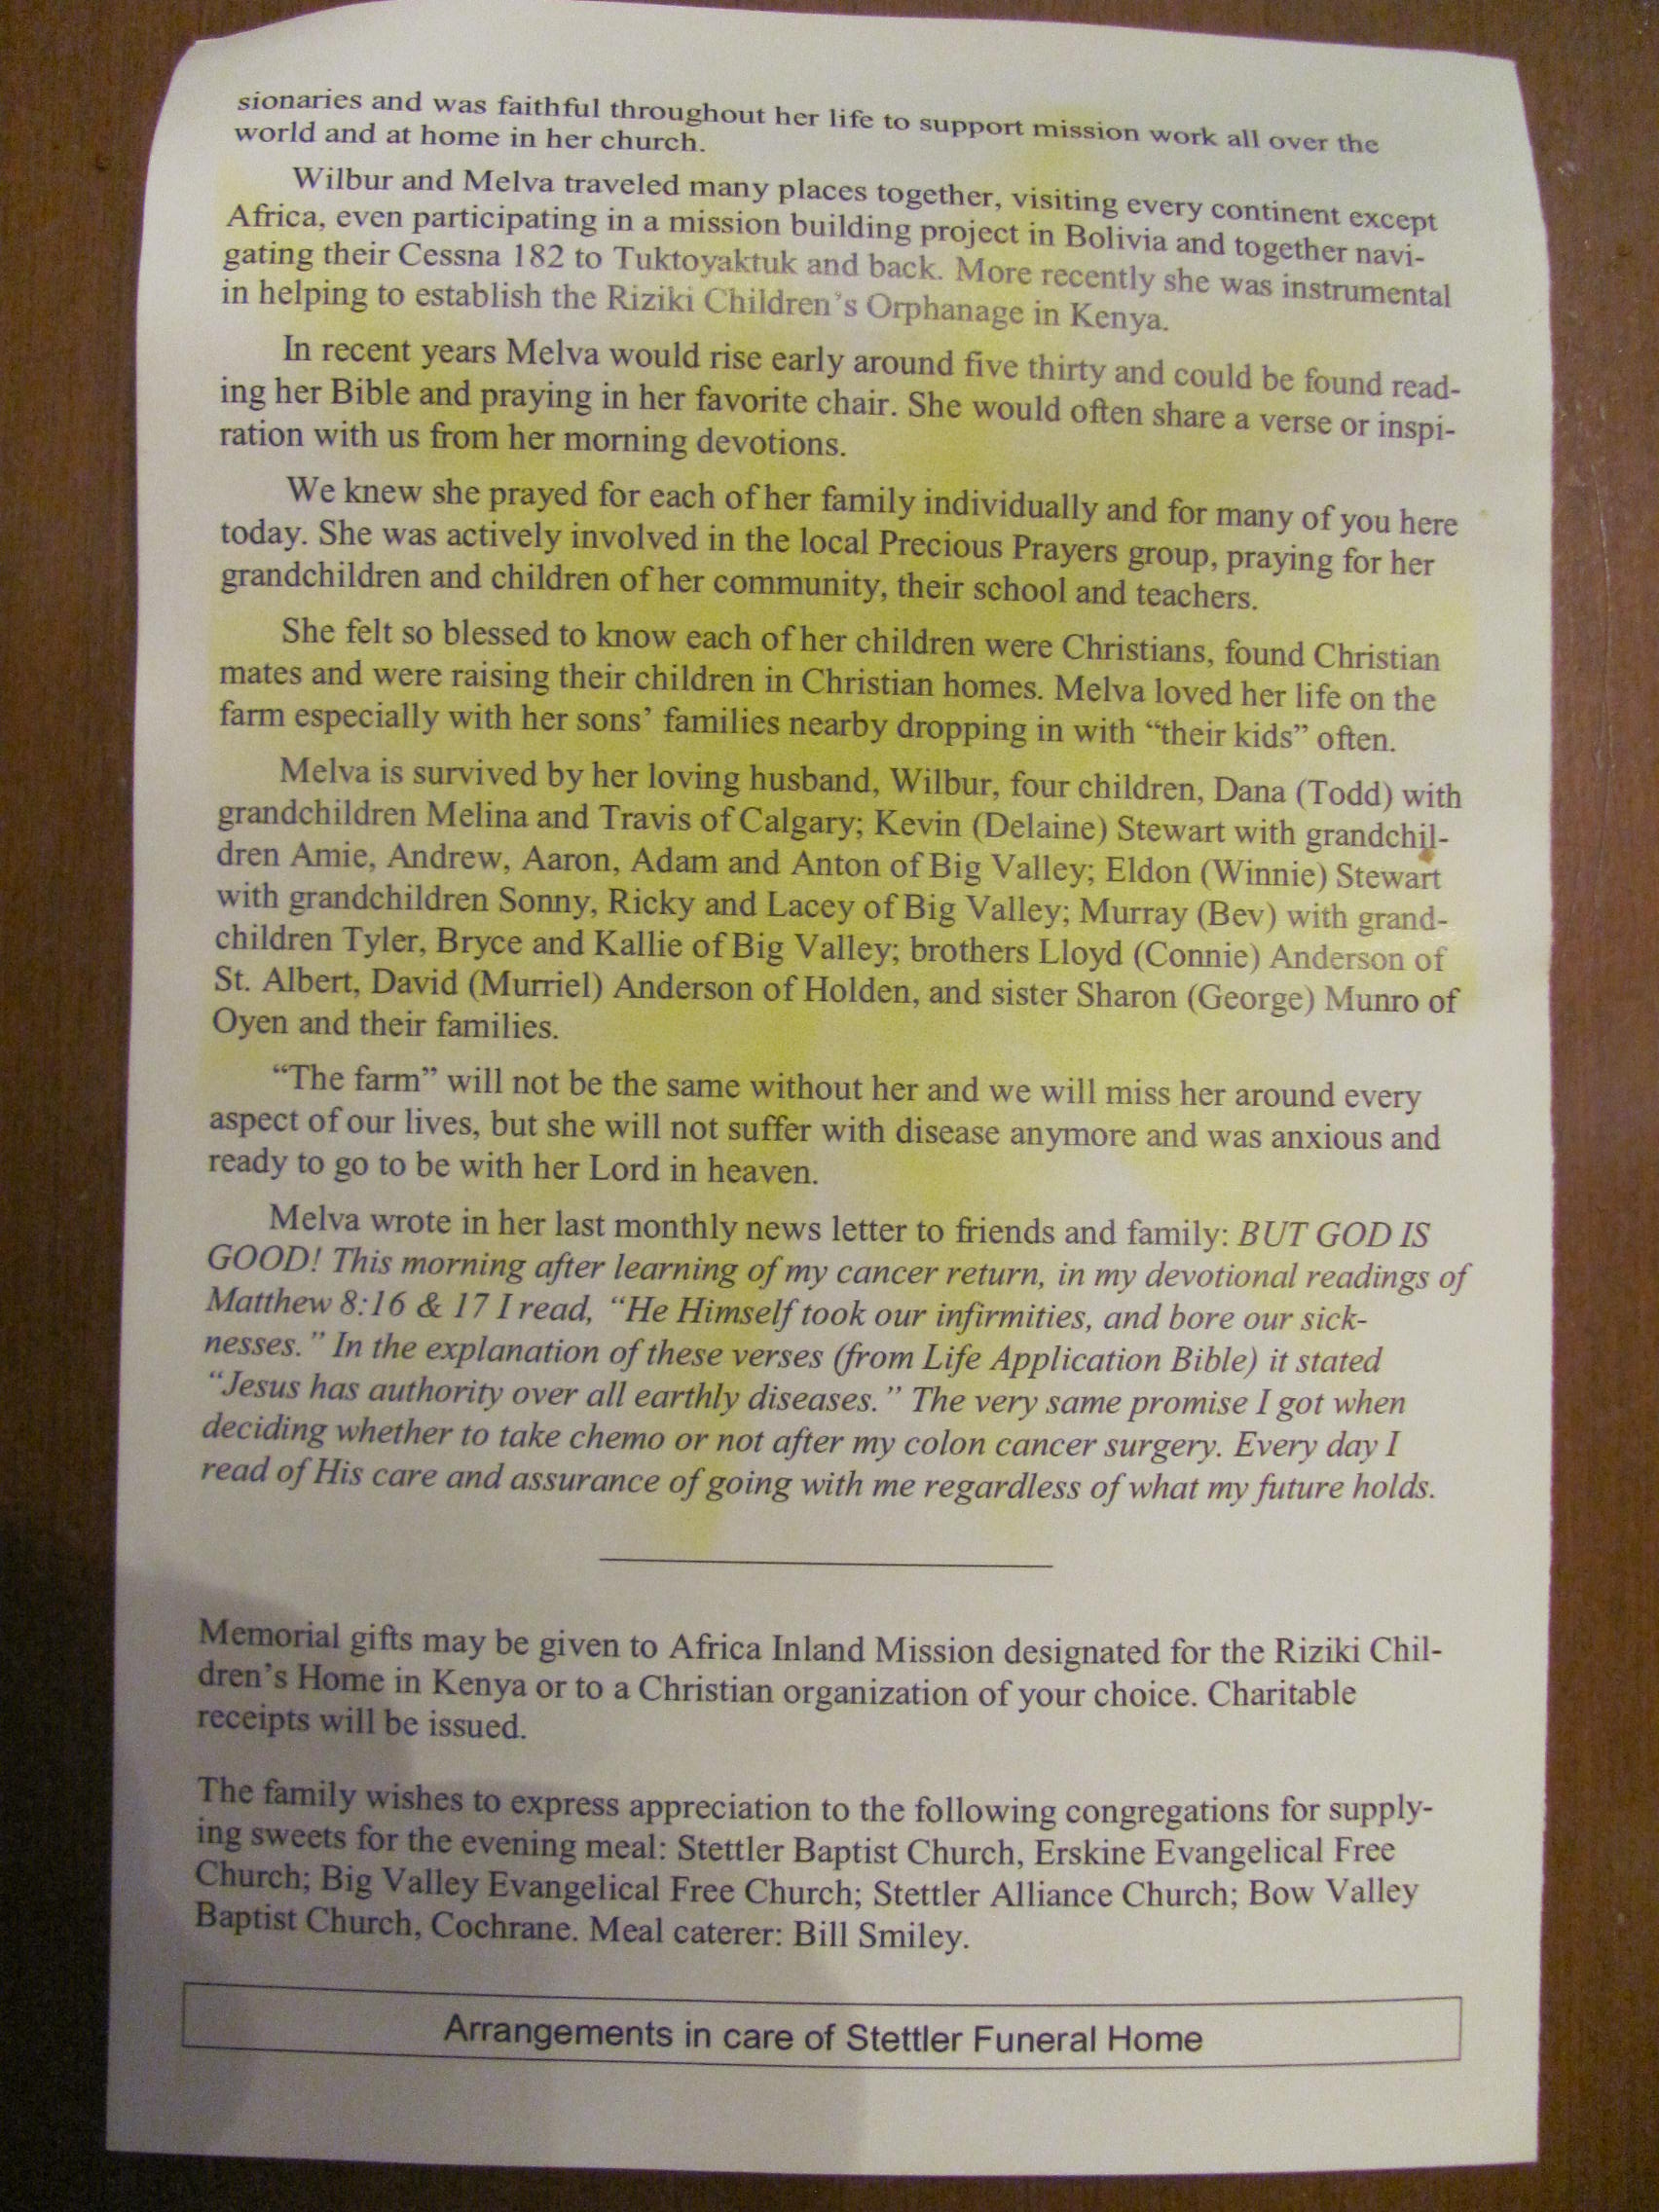 sionaries and was faithful throughout her life to support mission work all over the
world and at home in her church.
Wilbur and Melva traveled many places together, visiting every continent except
Africa, even participating in a mission building project in Bolivia and together navi-
gating their Cessna 182 to Tuktoyaktuk and back. More recently she was instrumental
in helping to establish the Riziki Children's Orphanage in Kenya.
In recent years Melva would rise early around five thirty and could be found read-
ing her Bible and praying in her favorite chair. She would often share a verse or inspi-
ration with us from her morning devotions.
We knew she prayed for each of her family individually and for many of you here
today. She was actively involved in the local Precious Prayers group, praying for her
grandchildren and children of her community, their school and teachers.
She felt so blessed to know each of her children were Christians, found Christian
mates and were raising their children in Christian homes. Melva loved her life on the
farm especially with her sons' families nearby dropping in with “their kids” often.
Melva is survived by her loving husband, Wilbur, four children, Dana (Todd) with
grandchildren Melina and Travis of Calgary; Kevin (Delaine) Stewart with grandchil-
dren Amie, Andrew, Aaron, Adam and Anton of Big Valley; Eldon (Winnie) Stewart
with grandchildren Sonny, Ricky and Lacey of Big Valley; Murray (Bev) with grand-
children Tyler, Bryce and Kallie of Big Valley; brothers Lloyd (Connie) Anderson of
St. Albert, David (Murriel) Anderson of Holden, and sister Sharon (George) Munro of
Oyen and their families.
“The farm” will not be the same without her and we will miss her around every
aspect of our lives, but she will not suffer with disease anymore and was anxious and
ready to go to be with her Lord in heaven.
Melva wrote in her last monthly news letter to friends and family: BUT GOD IS
GOOD! This morning after learning of my cancer return, in my devotional readings of
Matthew 8:16 & 17 I read, “He Himself took our infirmities, and bore our sick-
nesses.” In the explanation of these verses (from Life Application Bible) it stated
“Jesus has authority over all earthly diseases.” The very same promise I got when
deciding whether to take chemo or not after my colon cancer surgery. Every day I
read of His care and assurance of going with me regardless of what my future holds.
Memorial gifts may be given to Africa Inland Mission designated for the Riziki Chil-
dren's Home in Kenya or to a Christian organization of your choice. Charitable
receipts will be issued.
The family wishes to express appreciation to the following congregations for supply-
ing sweets for the evening meal: Stettler Baptist Church, Erskine Evangelical Free
Church; Big Valley Evangelical Free Church; Stettler Alliance Church; Bow Valley
Baptist Church, Cochrane. Meal caterer: Bill Smiley.
Arrangements in care of Stettler Funeral Home